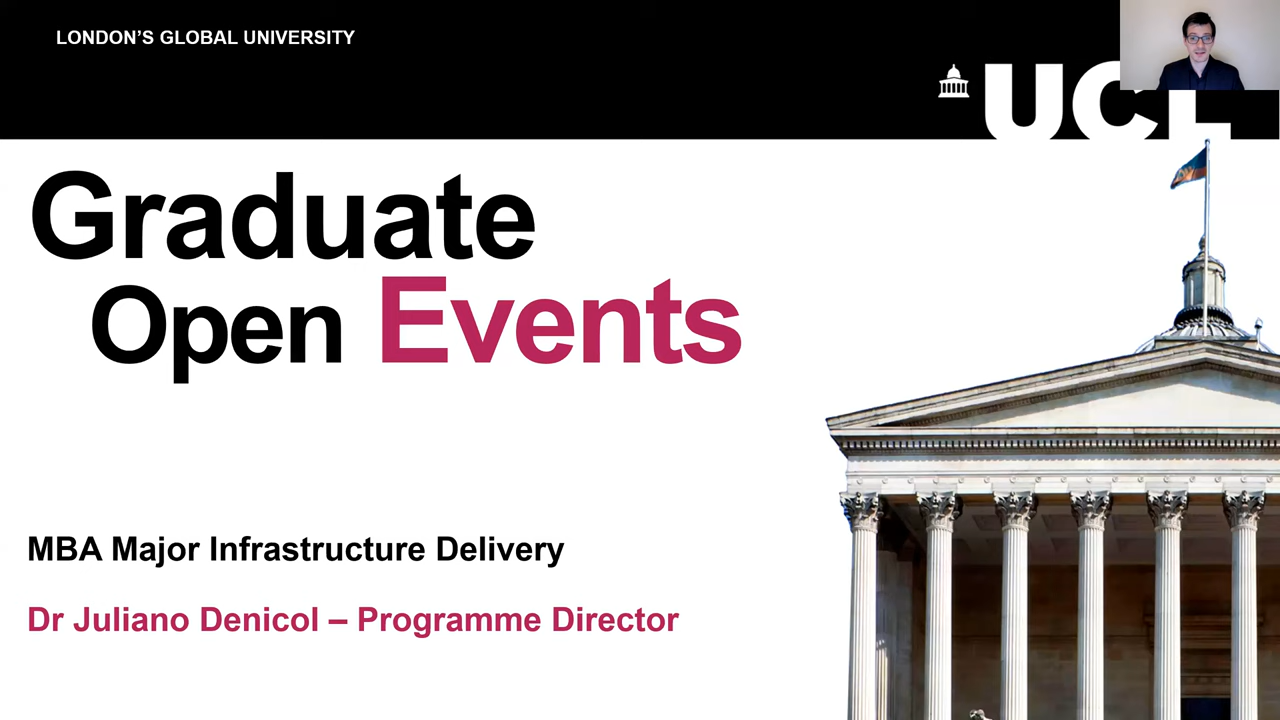 LONDON'S GLOBAL UNIVERSITY
UCL
Graduate
Open Events
MBA Major Infrastructure Delivery
Dr Juliano Denicol – Programme Director